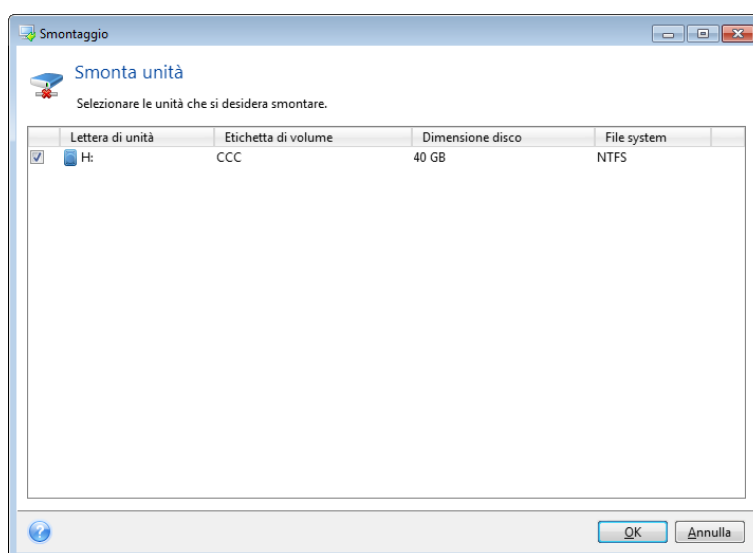 Smontaggio
Smonta unità
Selezionare le unità che si desidera smontare.
Lettera di unità Etichetta di volume Dimensione disco File system
H: CCC 40 GB NTFS
OK Annulla